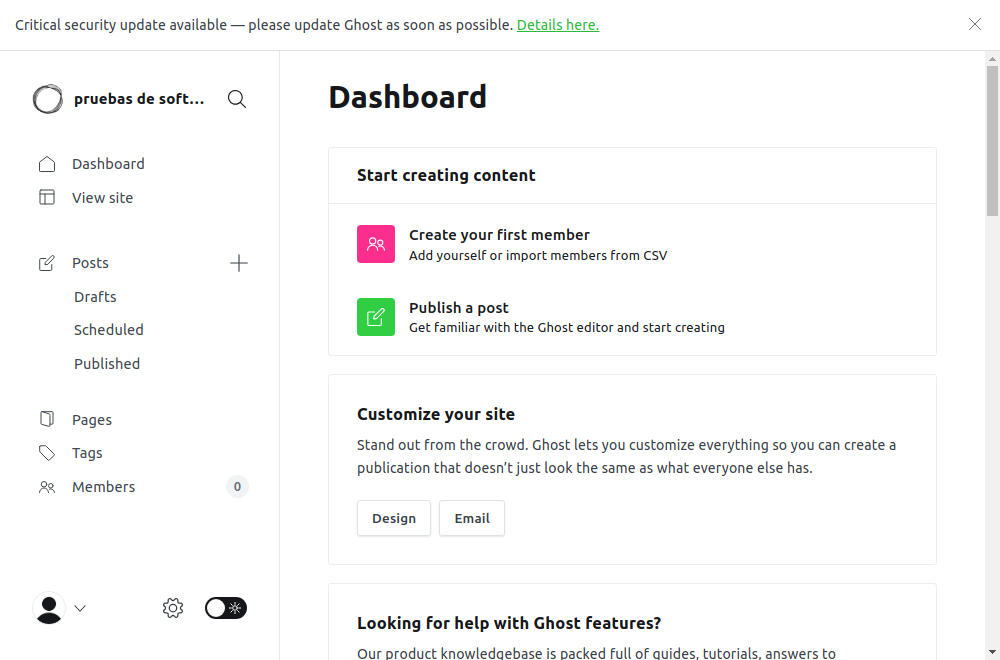 Critical security update available — please update Ghost as soon as possible. Details here.
pruebas de soft...
Dashboard
View site
Posts
Drafts
Scheduled
Published
Pages
Tags
Members
0
Dashboard
Start creating content
Create your first member
Add yourself or import members from CSV
Publish a post
Get familiar with the Ghost editor and start creating
Customize your site
Stand out from the crowd. Ghost lets you customize everything so you can create a
publication that doesn’t just look the same as what everyone else has.
Design
Email
Looking for help with Ghost features?
Our product knowledgebase is packed full of guides, tutorials, answers to